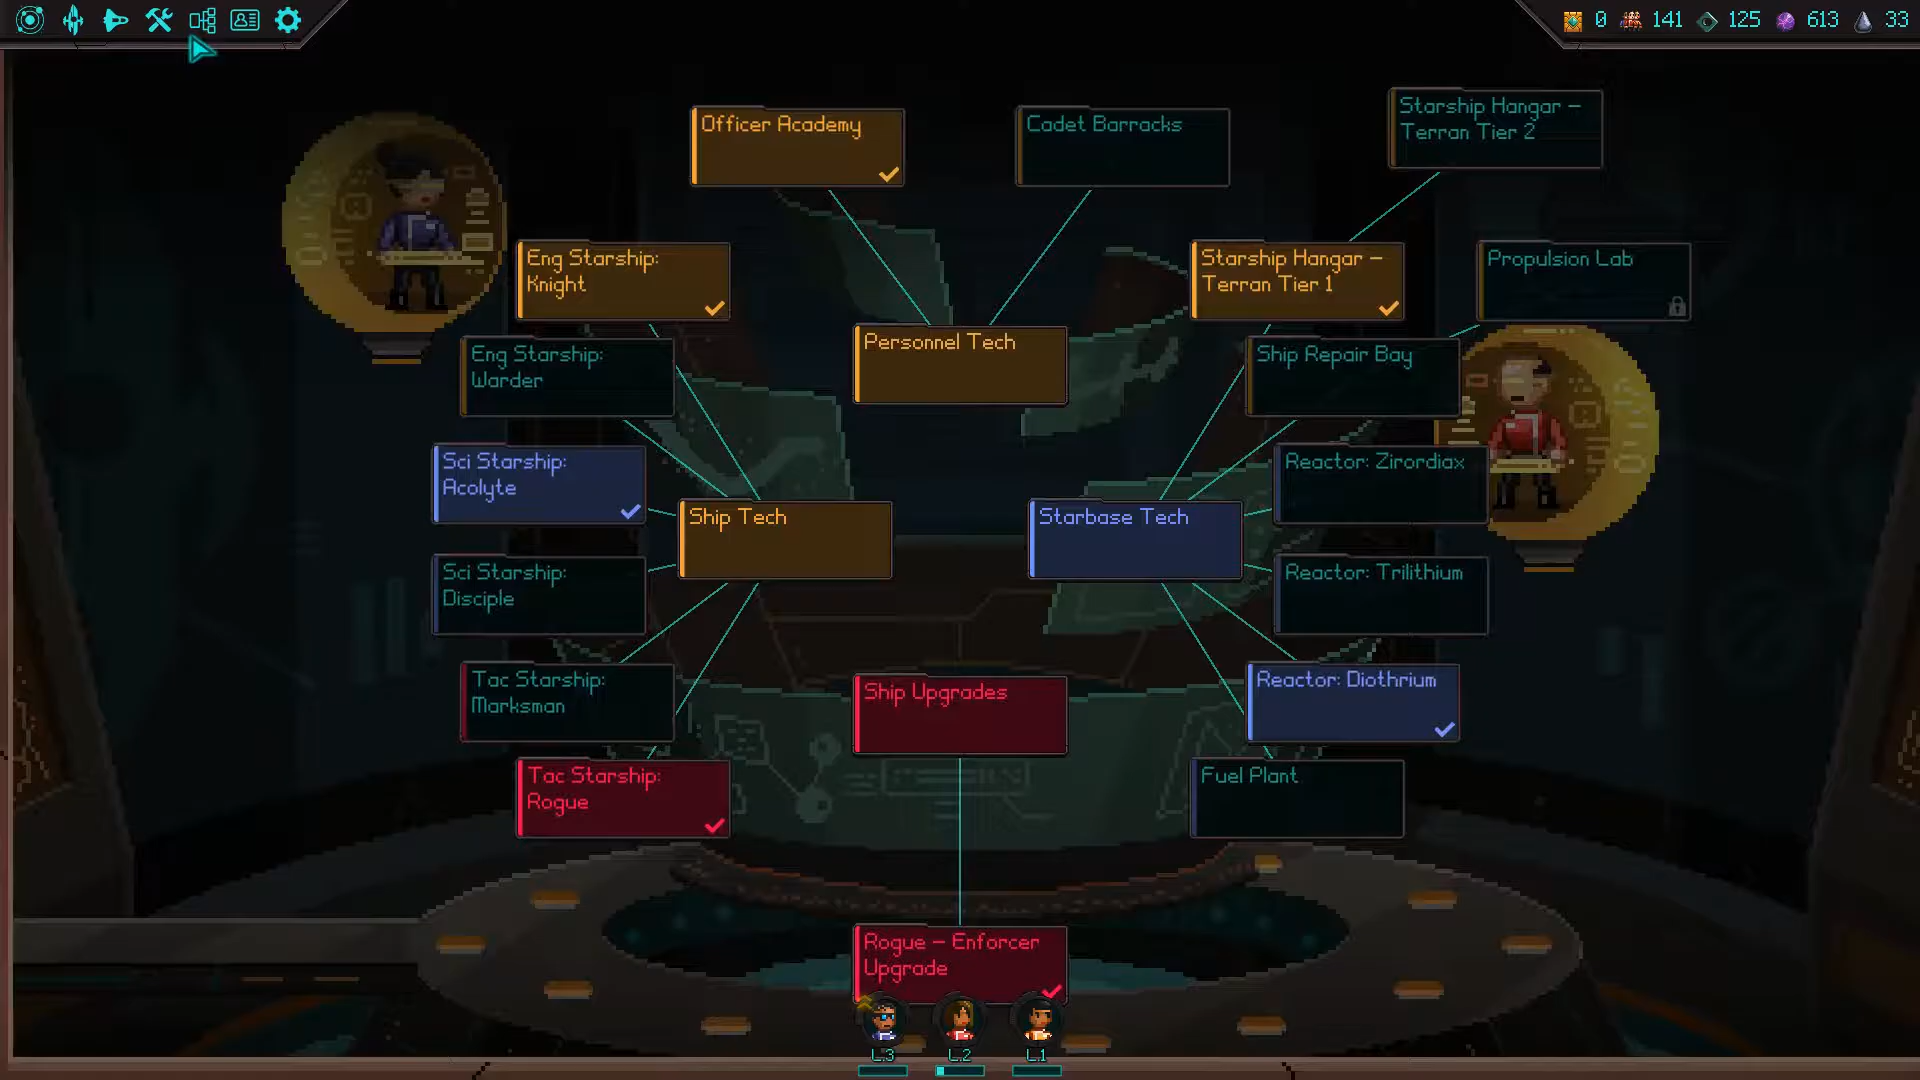 0 141 125 613 33
Officer Academy
Cadet Barracks
Starship Hangar –
Terran Tier 2
Eng Starship:
Knight
Starship Hangar –
Terran Tier 1
Propulsion Lab
Personnel Tech
Eng Starship:
Warder
Ship Repair Bay
Sci Starship:
Acolyte
Reactor: Zirordiax
Ship Tech
Starbase Tech
Sci Starship:
Disciple
Reactor: Trilithium
Tac Starship:
Marksman
Ship Upgrades
Reactor: Diothrium
Tac Starship:
Rogue
Fuel Plant
Rogue – Enforcer
Upgrade
L.3 L.2 L.1